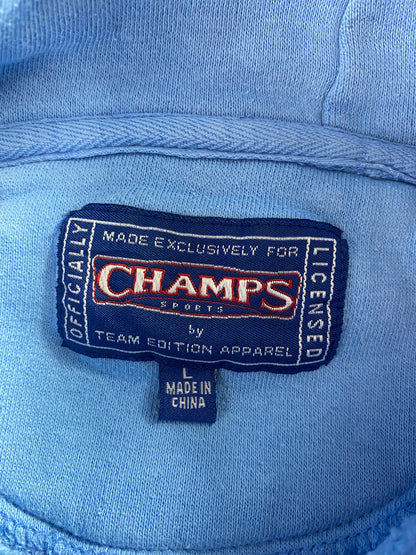 OFFICIALLY
MADE EXCLUSIVELY FOR
CHAMPS
SPORTS
by
TEAM EDITION APPAREL
LICENSED
L
MADE IN
CHINA